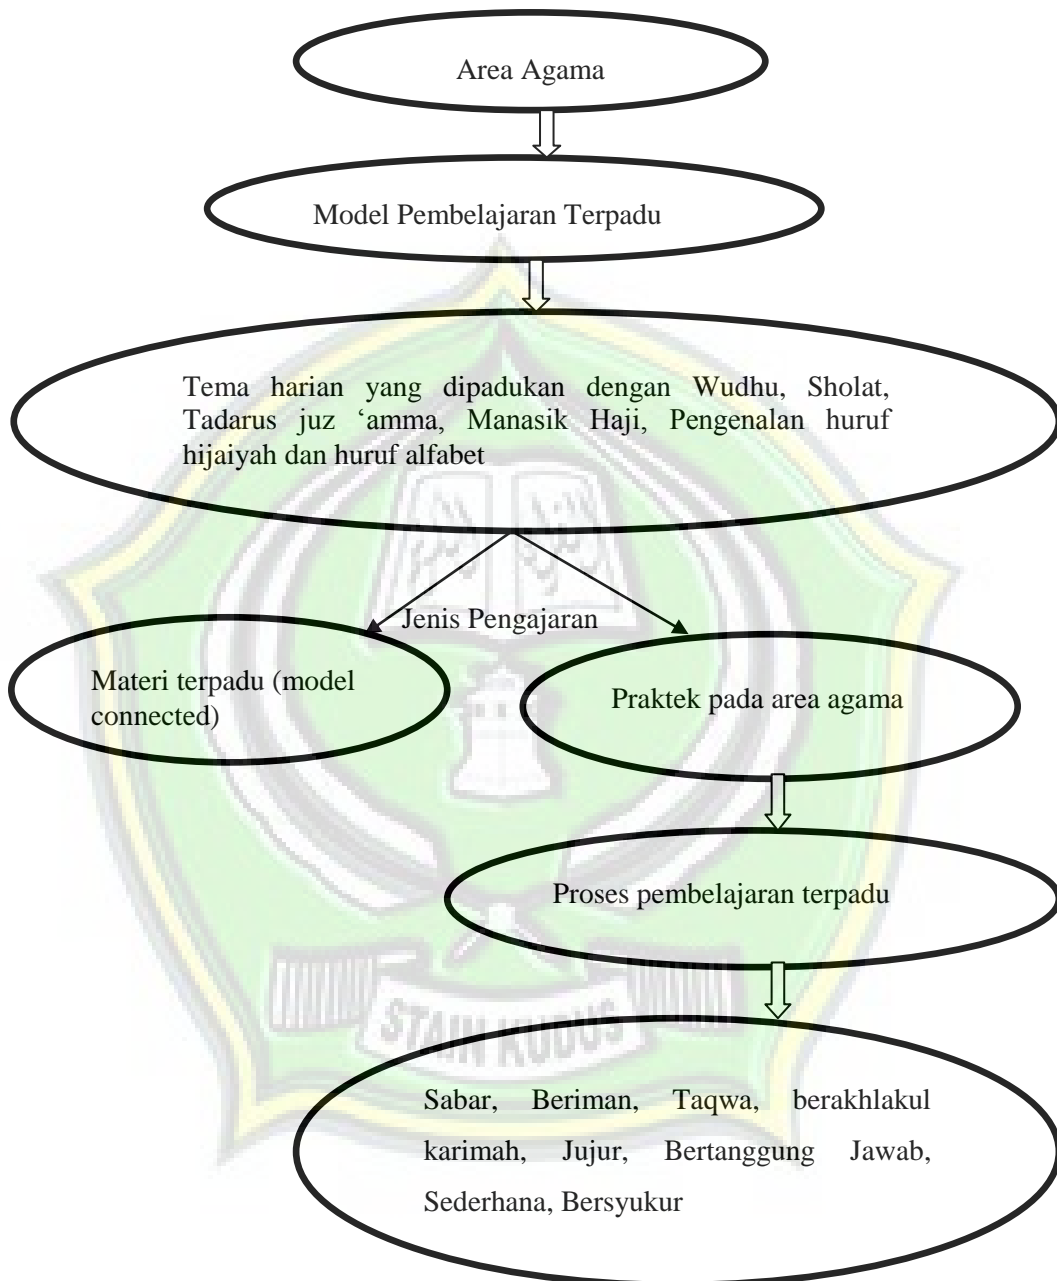 Area Agama
Model Pembelajaran Terpadu
Tema harian yang dipadukan dengan Wudhu, Sholat,
Tadarus juz ‘amma, Manasik Haji, Pengenalan huruf
hijaiyah dan huruf alfabet
Jenis Pengajaran
Materi terpadu (model
connected)
Praktek pada area agama
Proses pembelajaran terpadu
STAIN KUDUS
Sabar, Beriman, Taqwa, berakhlakul
karimah, Jujur, Bertanggung Jawab,
Sederhana, Bersyukur